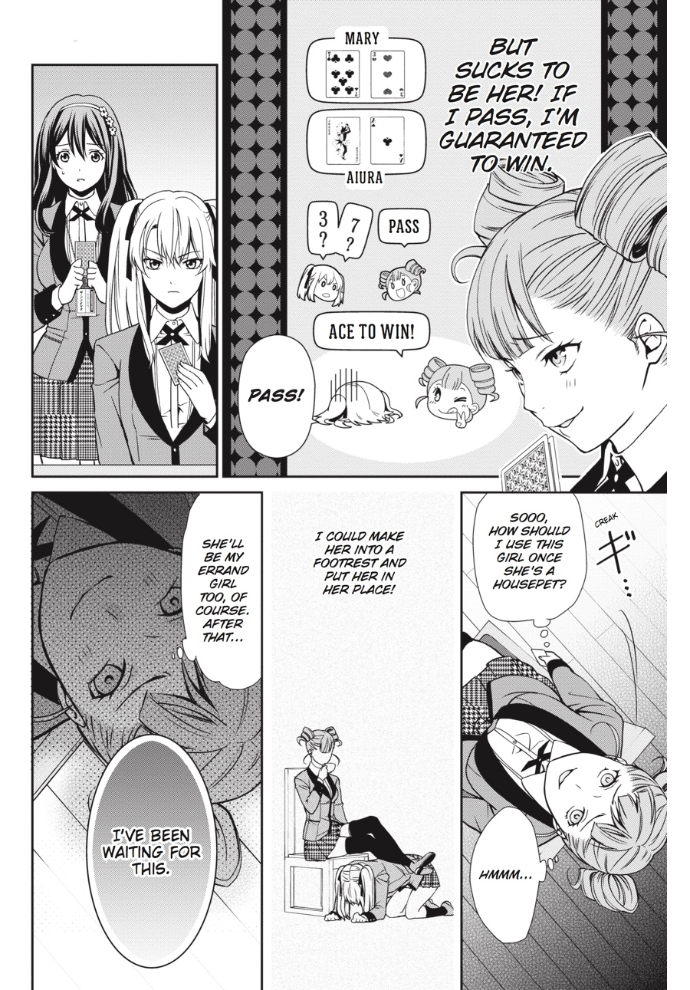 BUT
SUCKS TO
BE HER! IF
I PASS, I'M
GUARANTEED
TO WIN.
MARY
AIURA
3
?
7
?
PASS
ACE TO WIN!
PASS!
CREAK
ギ…
SOOO,
HOW SHOULD
I USE THIS
GIRL ONCE
SHE'S A
HOUSEPET?
HMMM...
I COULD MAKE
HER INTO A
FOOTREST AND
PUT HER IN
HER PLACE!
SHE'LL
BE MY
ERRAND
GIRL
TOO, OF
COURSE.
AFTER
THAT...
I'VE BEEN
WAITING FOR
THIS.